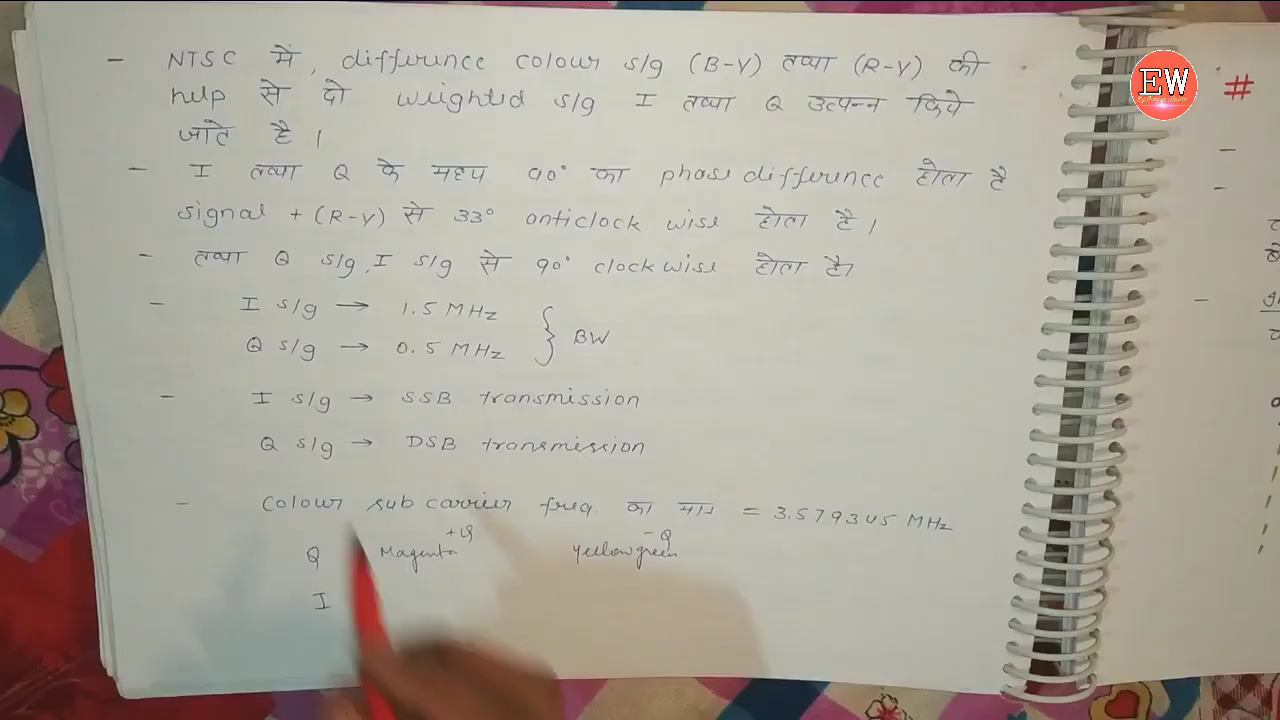 - NTSC में, difference colour s/g (B-Y) तथा (R-Y) की
help से दो weighted s/g I तथा Q उत्पन्न किये
जाते है।
- I तथा Q के मध्य 90° का phase difference होता है
signal + (R-Y) से 33° anticlock wise होता है।
- तथा Q s/g, I s/g से 90° clockwise होता है।
- I s/g → 1.5 MHz
Q s/g → 0.5 MHz } BW
- I s/g → SSB transmission
Q s/g → DSB transmission
- Colour sub carrier freq. का मान = 3.579345 MHz
Q Magenta +Q Yellow green -Q
I
EW
#